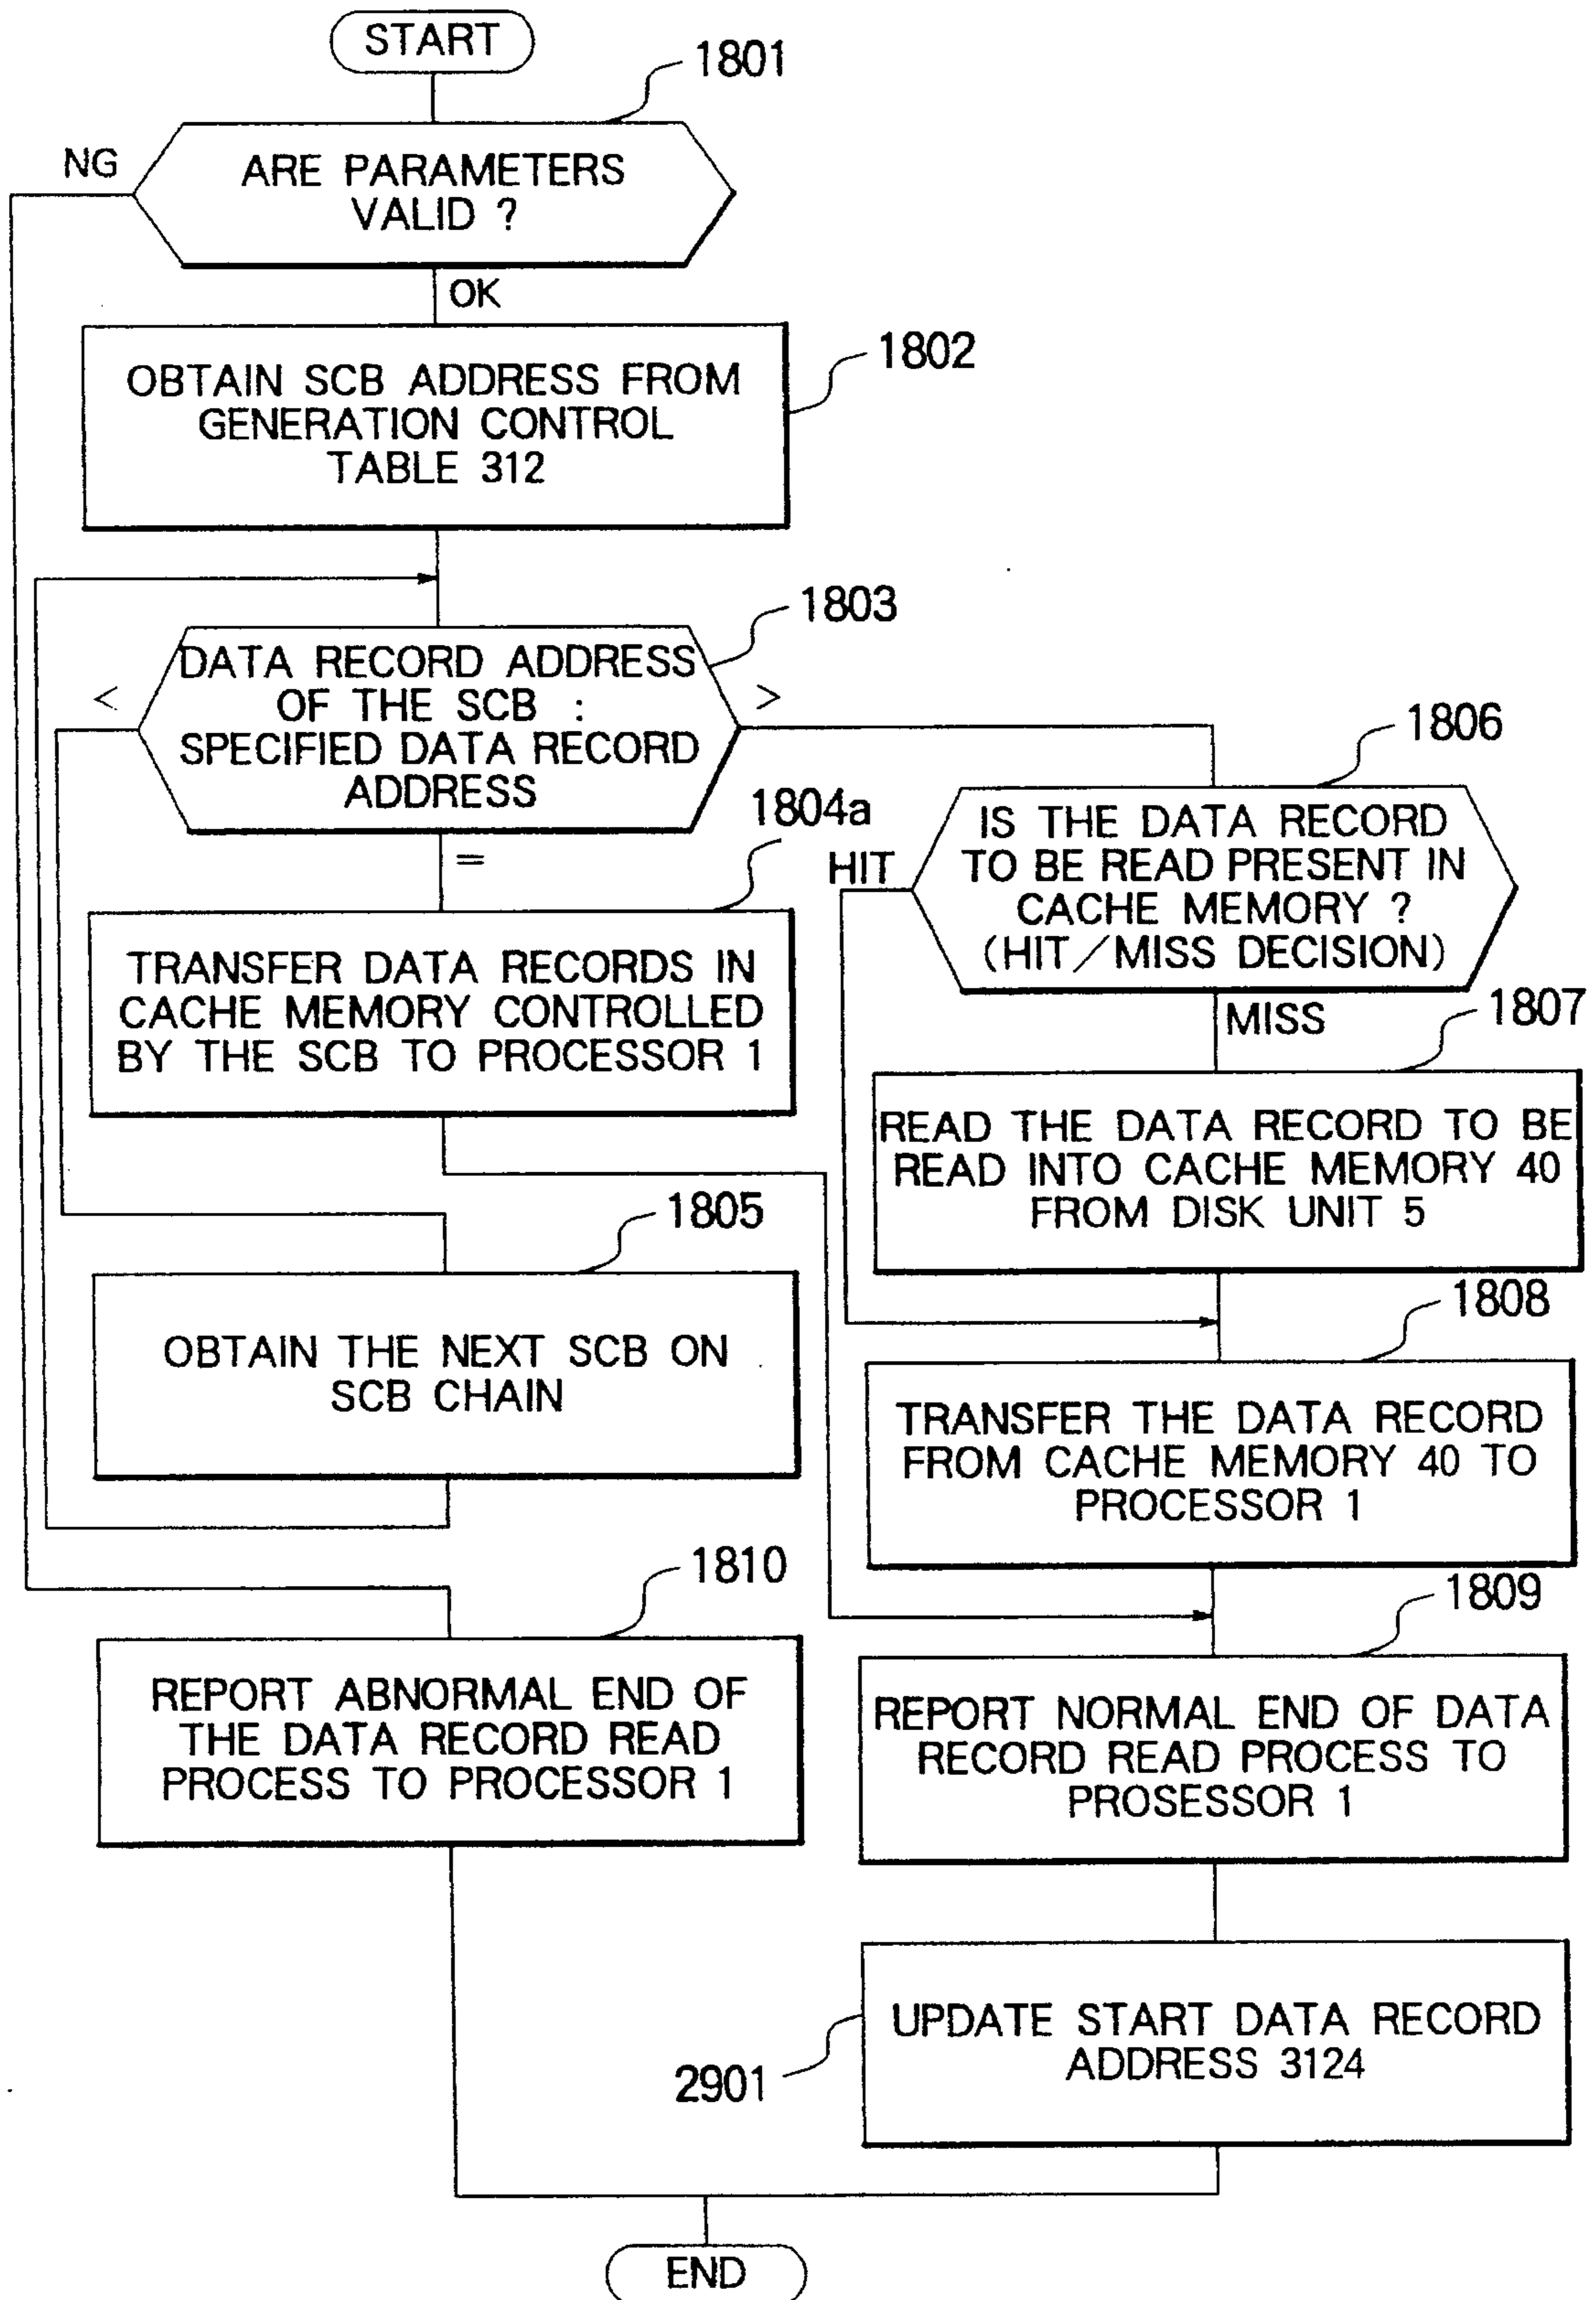 START
1801
NG
ARE PARAMETERS
VALID ?
OK
1802
OBTAIN SCB ADDRESS FROM
GENERATION CONTROL
TABLE 312
1803
<
DATA RECORD ADDRESS
OF THE SCB :
SPECIFIED DATA RECORD
ADDRESS
>
=
1804a
TRANSFER DATA RECORDS IN
CACHE MEMORY CONTROLLED
BY THE SCB TO PROCESSOR 1
1805
OBTAIN THE NEXT SCB ON
SCB CHAIN
1806
HIT
IS THE DATA RECORD
TO BE READ PRESENT IN
CACHE MEMORY ?
(HIT/MISS DECISION)
MISS
1807
READ THE DATA RECORD TO BE
READ INTO CACHE MEMORY 40
FROM DISK UNIT 5
1808
TRANSFER THE DATA RECORD
FROM CACHE MEMORY 40 TO
PROCESSOR 1
1810
REPORT ABNORMAL END OF
THE DATA RECORD READ
PROCESS TO PROCESSOR 1
1809
REPORT NORMAL END OF DATA
RECORD READ PROCESS TO
PROSESSOR 1
2901
UPDATE START DATA RECORD
ADDRESS 3124
END